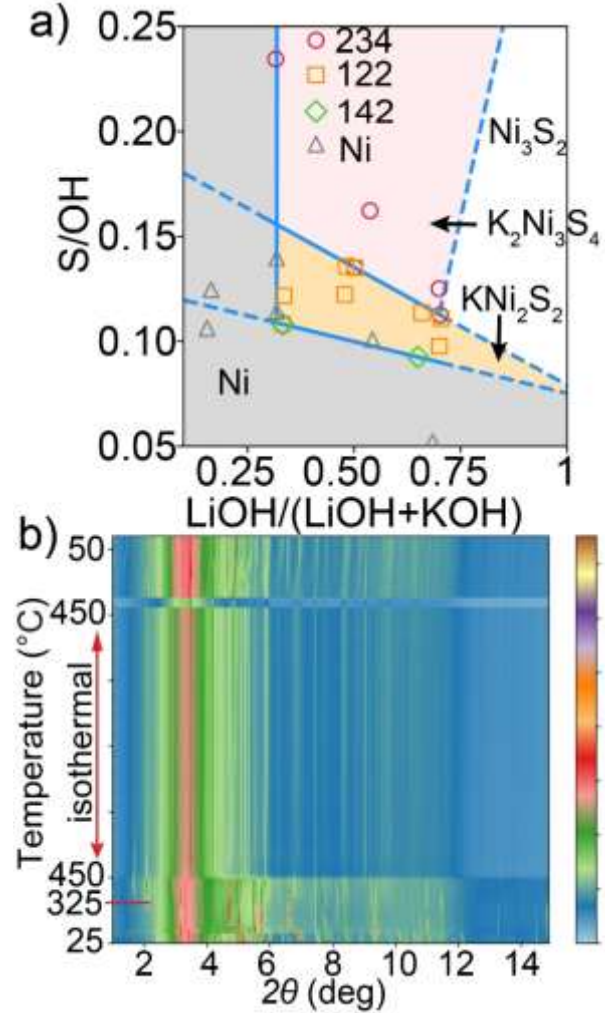 a)
0.25
0.20
0.15
0.10
0.05
S/OH
234
122
142
Ni
Ni₃S₂
K₂Ni₃S₄
KNi₂S₂
Ni
0.25 0.50 0.75 1
LiOH/(LiOH+KOH)
b)
50
450
450
325
25
Temperature (°C)
isothermal
2 4 6 8 10 12 14
2θ (deg)